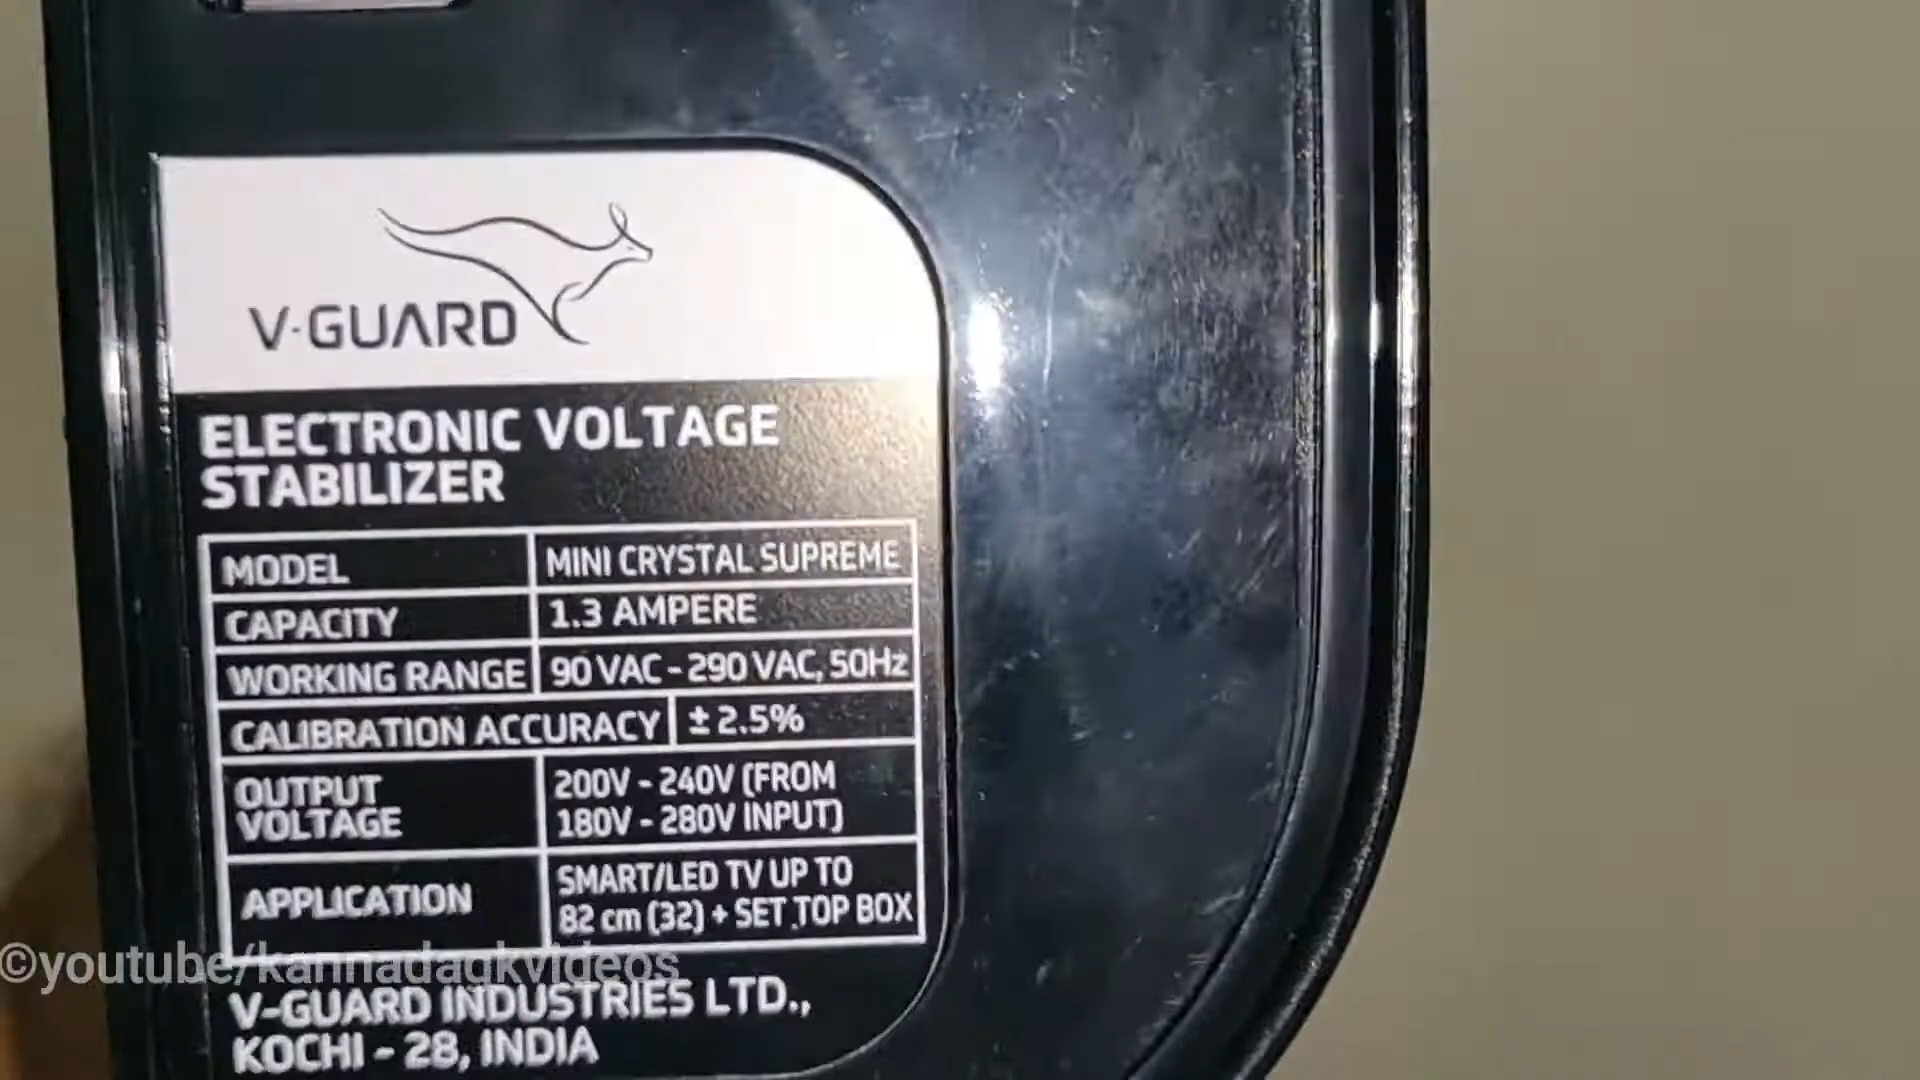 V-GUARD
ELECTRONIC VOLTAGE
STABILIZER
MODEL MINI CRYSTAL SUPREME
CAPACITY 1.3 AMPERE
WORKING RANGE 90 VAC - 290 VAC, 50Hz
CALIBRATION ACCURACY ± 2.5%
OUTPUT VOLTAGE 200V - 240V (FROM
180V - 280V INPUT)
APPLICATION SMART/LED TV UP TO
82 cm (32) + SET TOP BOX
©youtube/kannadagkvideos
V-GUARD INDUSTRIES LTD.,
KOCHI - 28, INDIA